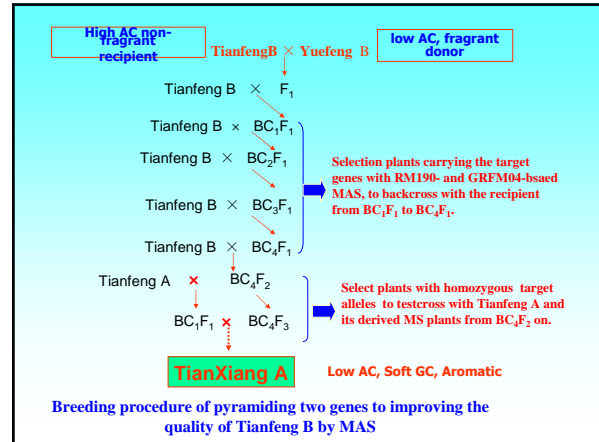 High AC non-
fragrant
recipient
TianfengB × Yuefeng B
low AC, fragrant
donor
Tianfeng B × F1
Tianfeng B × BC1F1
Tianfeng B × BC2F1
Tianfeng B × BC3F1
Tianfeng B × BC4F1
Selection plants carrying the target
genes with RM190- and GRFM04-bsaed
MAS, to backcross with the recipient
from BC1F1 to BC4F1.
Tianfeng A × BC4F2
BC1F1 × BC4F3
Select plants with homozygous target
alleles to testcross with Tianfeng A and
its derived MS plants from BC4F2 on.
TianXiang A
Low AC, Soft GC, Aromatic
Breeding procedure of pyramiding two genes to improving the
quality of Tianfeng B by MAS